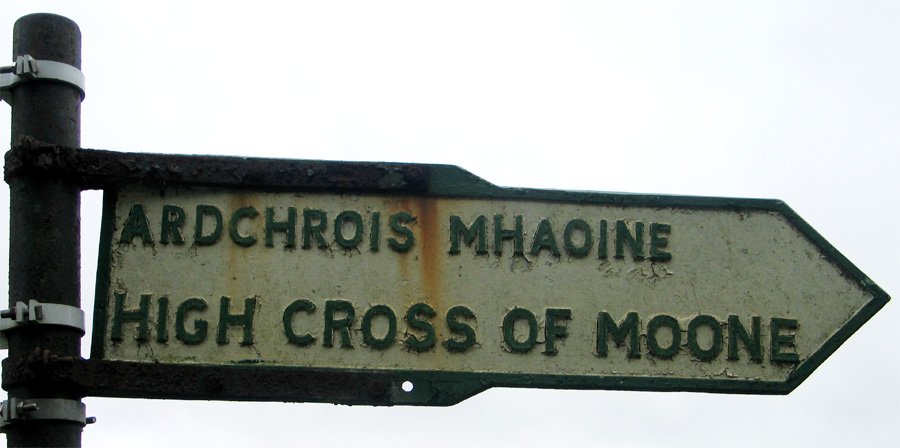 ARDCHROIS MHAOINE
HIGH CROSS OF MOONE